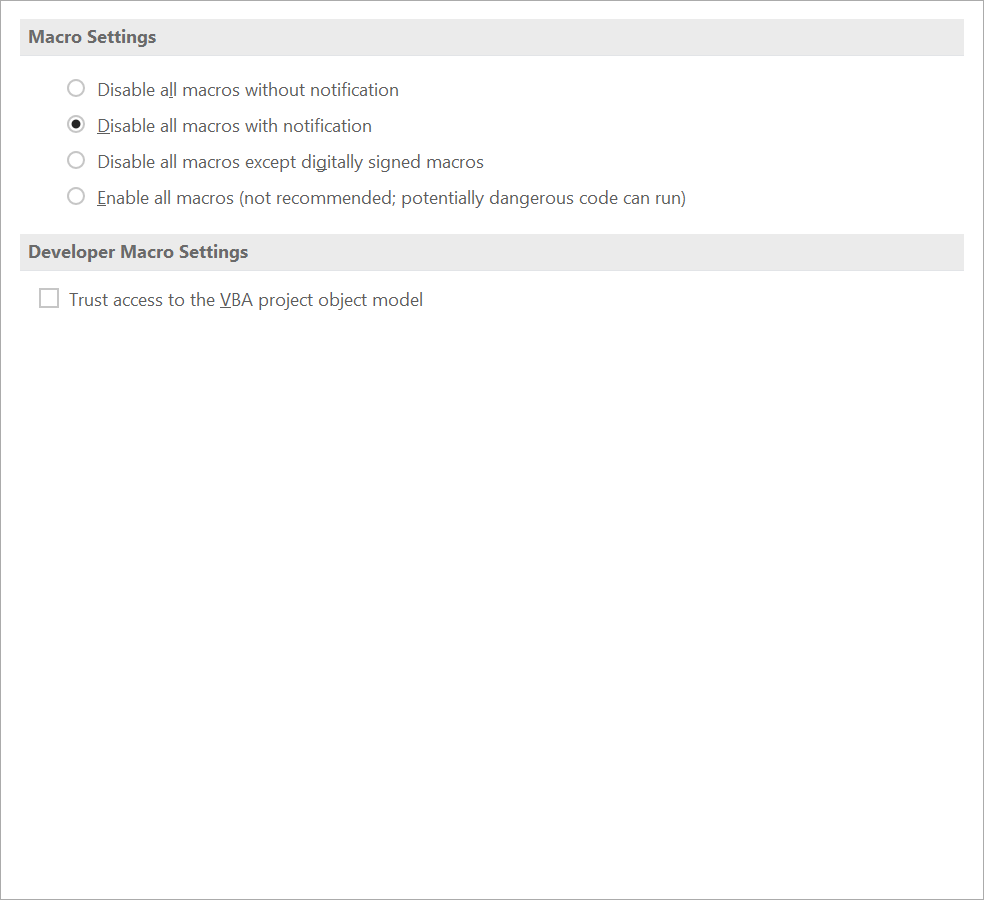 Macro Settings
Disable all macros without notification
Disable all macros with notification
Disable all macros except digitally signed macros
Enable all macros (not recommended; potentially dangerous code can run)
Developer Macro Settings
Trust access to the VBA project object model